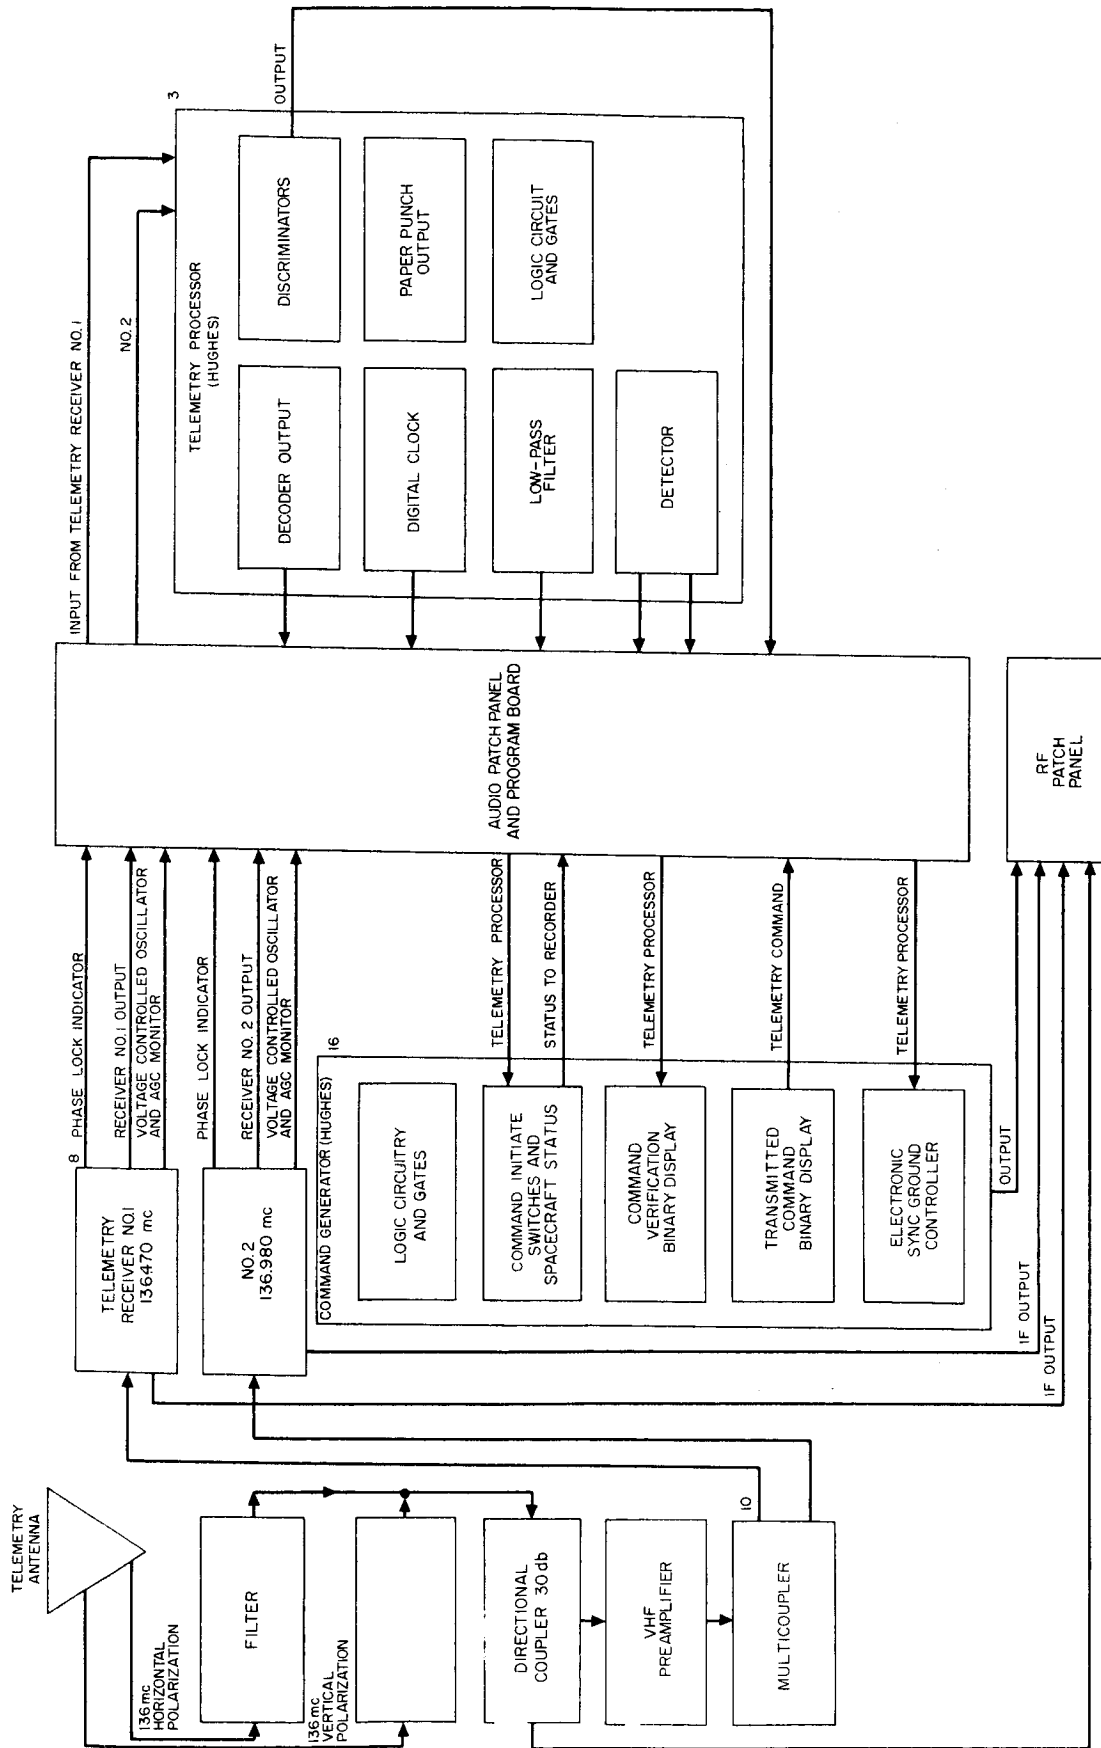 TELEMETRY
ANTENNA
136 mc
HORIZONTAL
POLARIZATION
FILTER
136 mc
VERTICAL
POLARIZATION
DIRECTIONAL
COUPLER 30 db
VHF
PREAMPLIFIER
10
MULTICOUPLER
8
TELEMETRY
RECEIVER NO.1
136.470 mc
NO.2
136.980 mc
PHASE LOCK INDICATOR
RECEIVER NO.1 OUTPUT
VOLTAGE CONTROLLED OSCILLATOR
AND AGC MONITOR
PHASE LOCK INDICATOR
RECEIVER NO. 2 OUTPUT
VOLTAGE CONTROLLED OSCILLATOR
AND AGC MONITOR
16
COMMAND GENERATOR (HUGHES)
LOGIC CIRCUITRY
AND GATES
COMMAND INITIATE
SWITCHES AND
SPACECRAFT STATUS
COMMAND
VERIFICATION
BINARY DISPLAY
TRANSMITTED
COMMAND
BINARY DISPLAY
ELECTRONIC
SYNC GROUND
CONTROLLER
TELEMETRY PROCESSOR
STATUS TO RECORDER
TELEMETRY PROCESSOR
TELEMETRY COMMAND
TELEMETRY PROCESSOR
OUTPUT
IF OUTPUT
IF OUTPUT
AUDIO PATCH PANEL
AND PROGRAM BOARD
RF
PATCH
PANEL
INPUT FROM TELEMETRY RECEIVER NO.1
NO.2
3
TELEMETRY PROCESSOR
(HUGHES)
DECODER OUTPUT
DISCRIMINATORS
DIGITAL CLOCK
PAPER PUNCH
OUTPUT
LOW-PASS
FILTER
LOGIC CIRCUIT
AND GATES
DETECTOR
OUTPUT